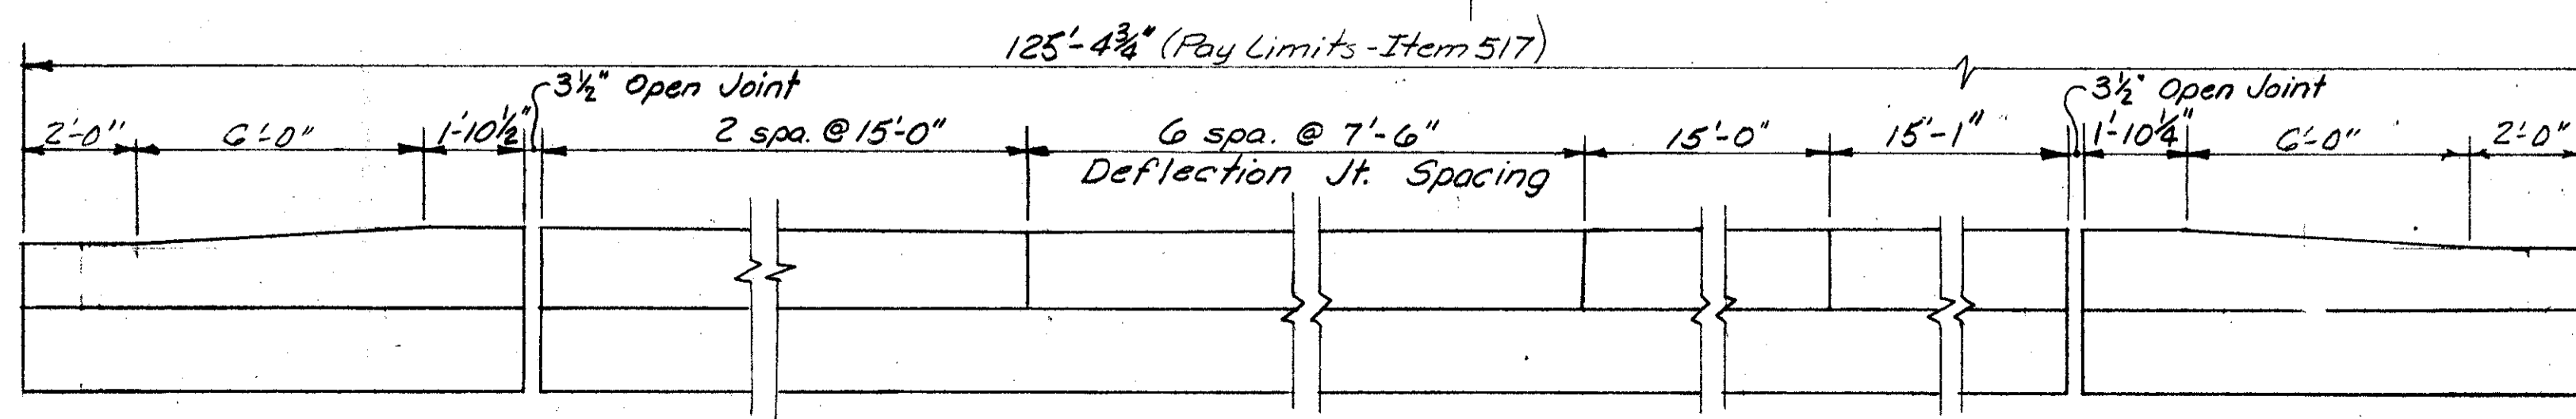 125'-4¾" (Pay Limits-Item 517)
3½" Open Joint
3½" Open Joint
2'-0" 6'-0" 1'-10½" 2 spa. @ 15'-0" 6 spa. @ 7'-6" 15'-0" 15'-1" 1'-10¼" 6'-0" 2'-0"
Deflection Jt. Spacing